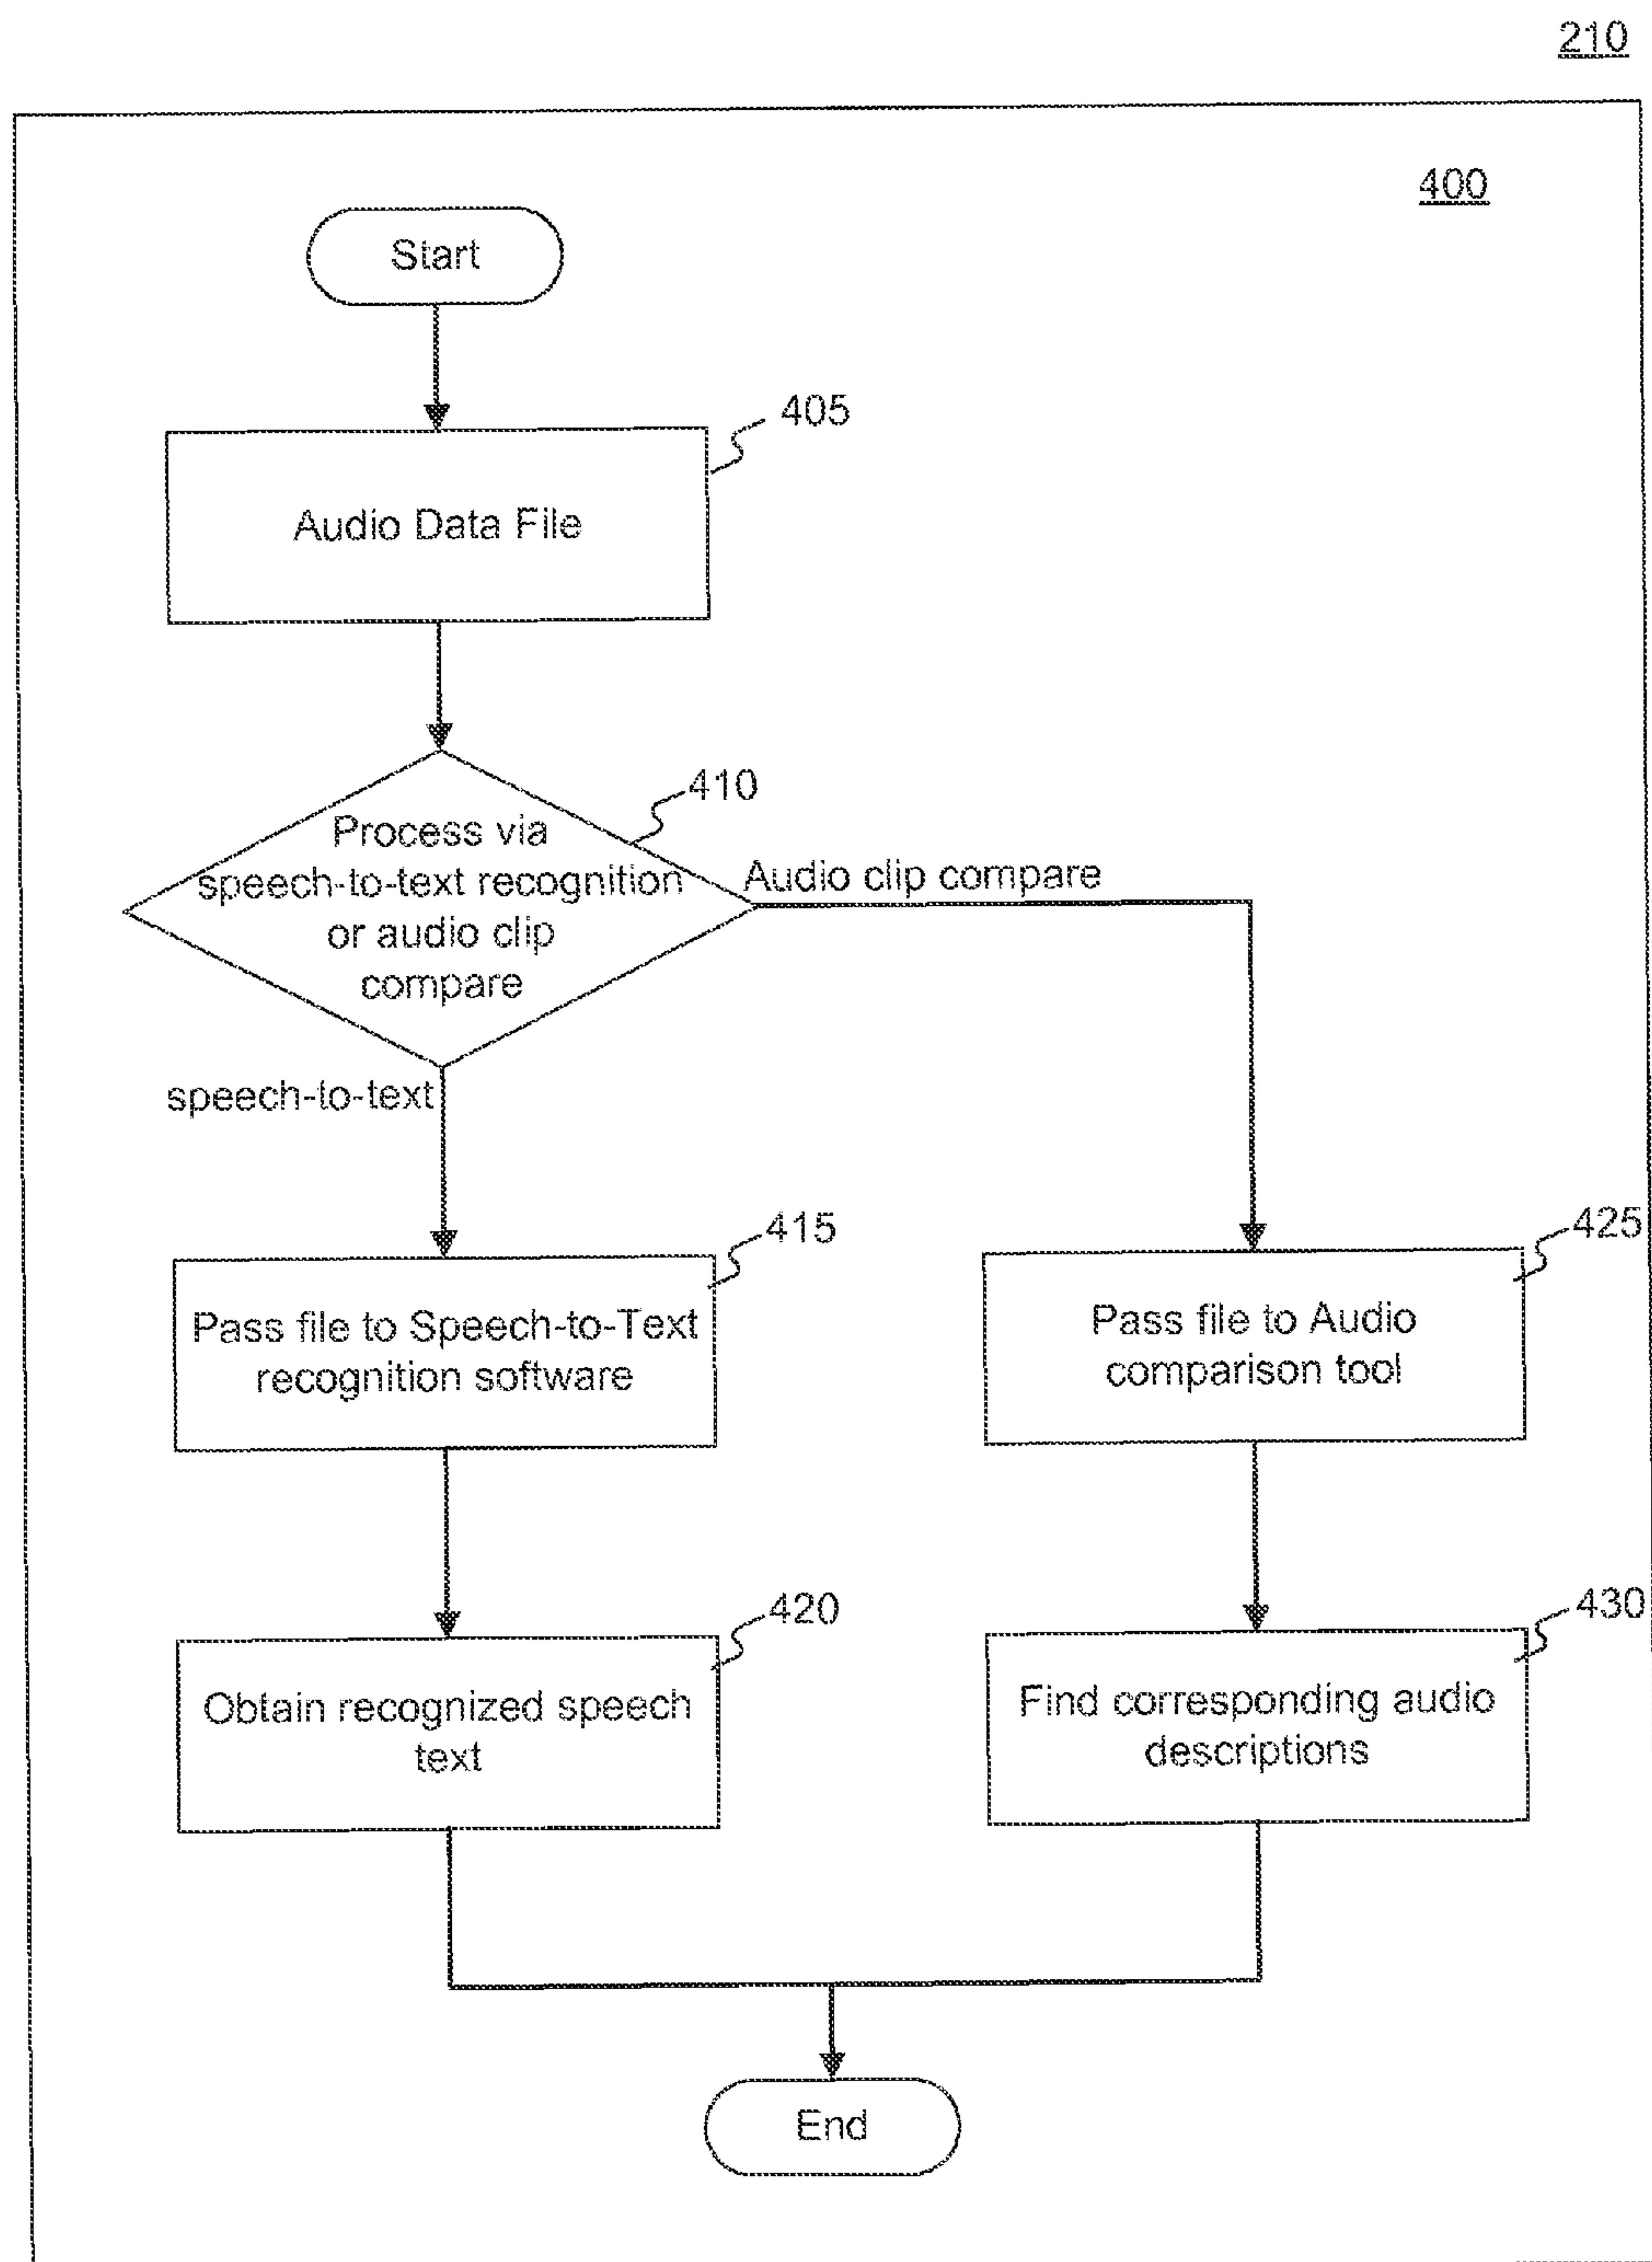 210
400
Start
405
Audio Data File
410
Process via
speech-to-text recognition
or audio clip
compare
Audio clip compare
speech-to-text
415
Pass file to Speech-to-Text
recognition software
425
Pass file to Audio
comparison tool
420
Obtain recognized speech
text
430
Find corresponding audio
descriptions
End